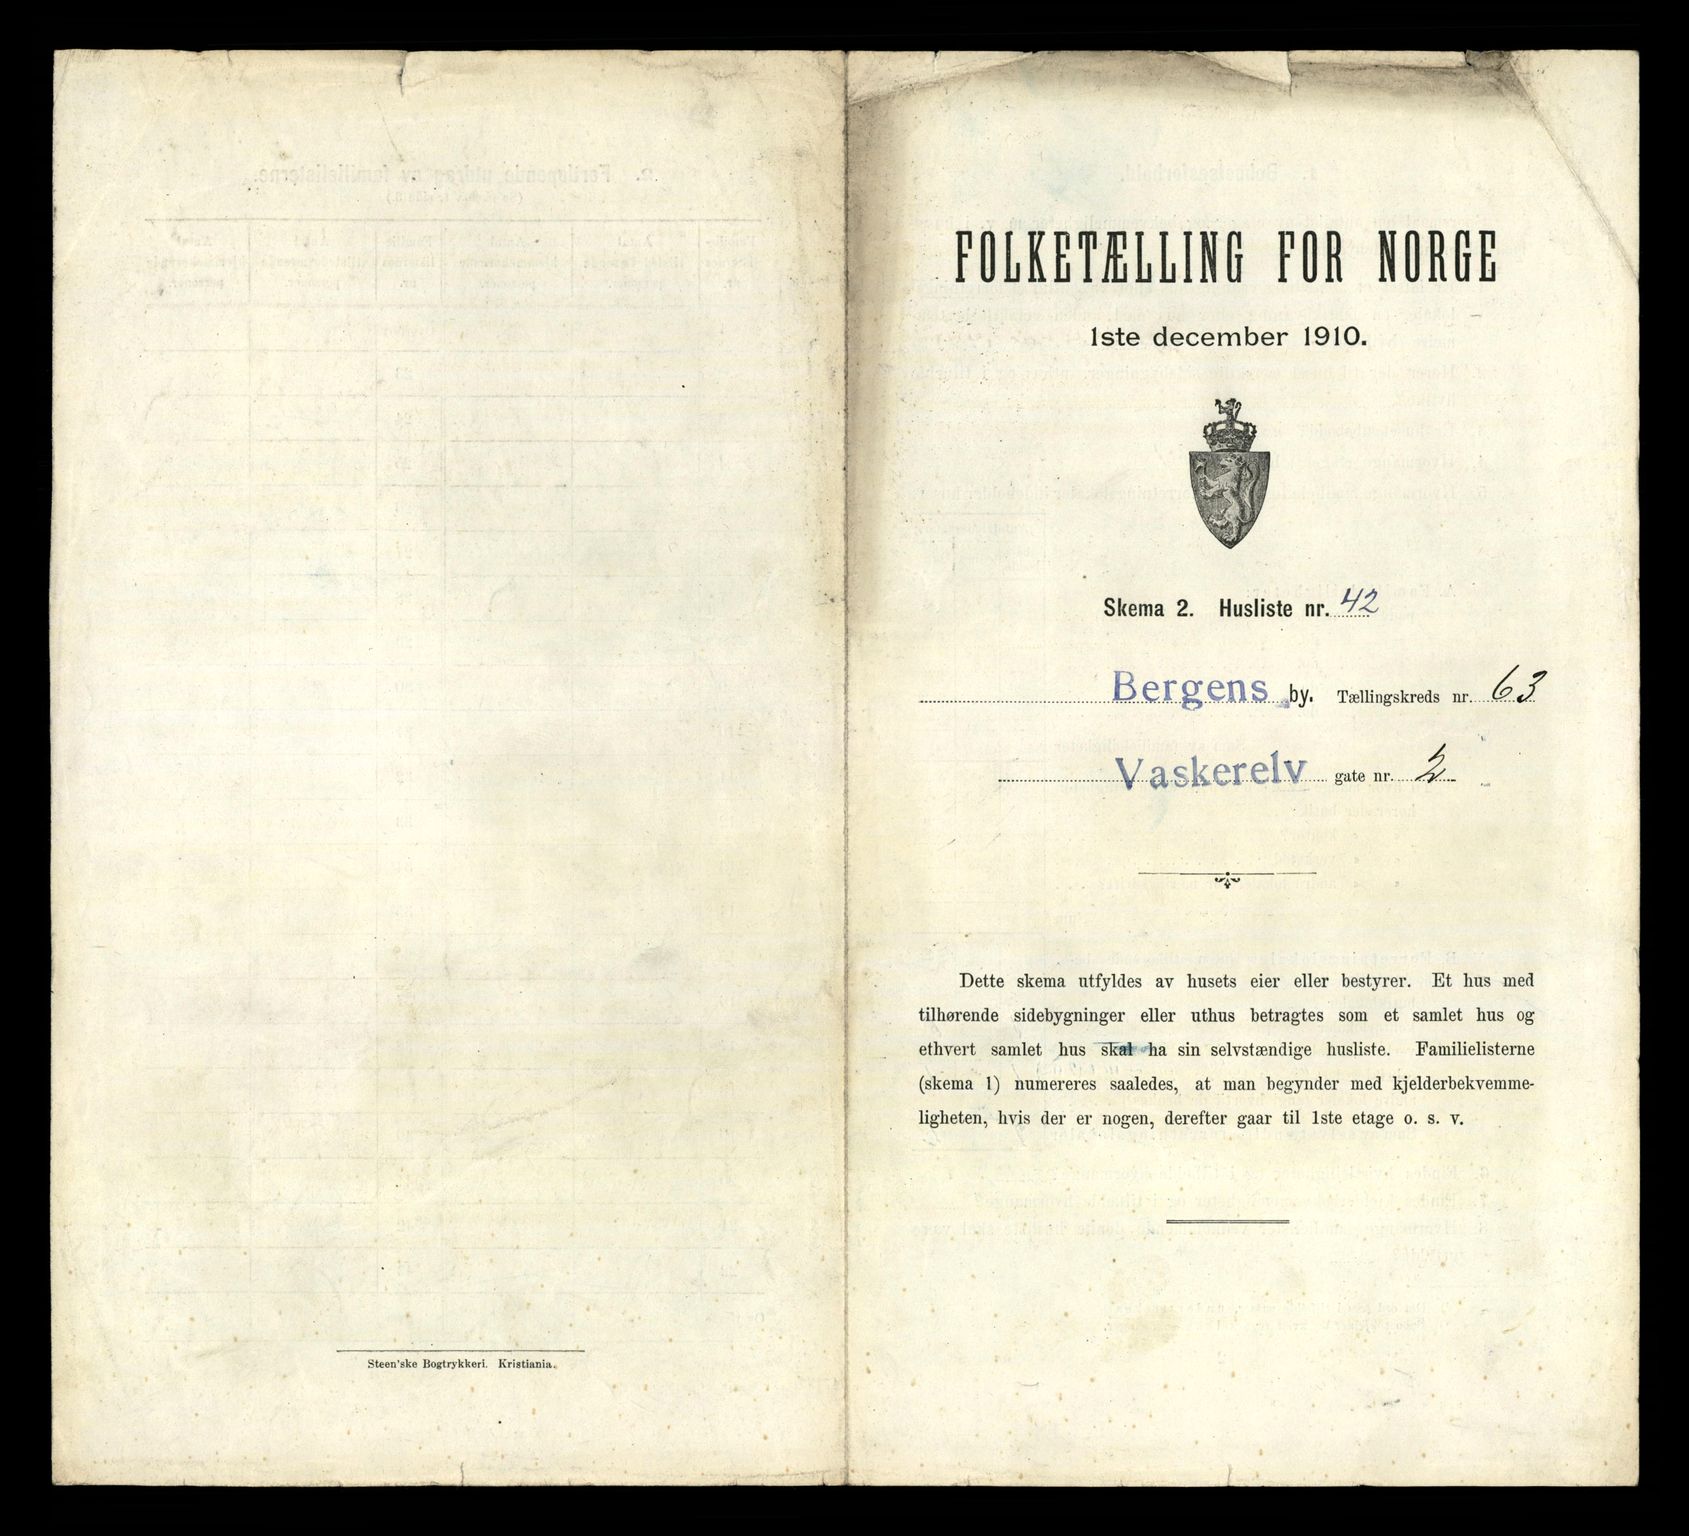 FOLKETÆLLING FOR NORGE
1ste december 1910.
Skema 2. Husliste nr. 42
Bergens by. Tællingskreds nr. 63
Vaskerelv gate nr. 2
Dette skema utfyldes av husets eier eller bestyrer. Et hus med
tilhørende sidebygninger eller uthus betragtes som et samlet hus og
ethvert samlet hus skal ha sin selvstændige husliste. Familielisterne
(skema 1) numereres saaledes, at man begynder med kjelderbekvemme-
ligheten, hvis der er nogen, derefter gaar til 1ste etage o. s. v.
Steen'ske Bogtrykkeri. Kristiania.